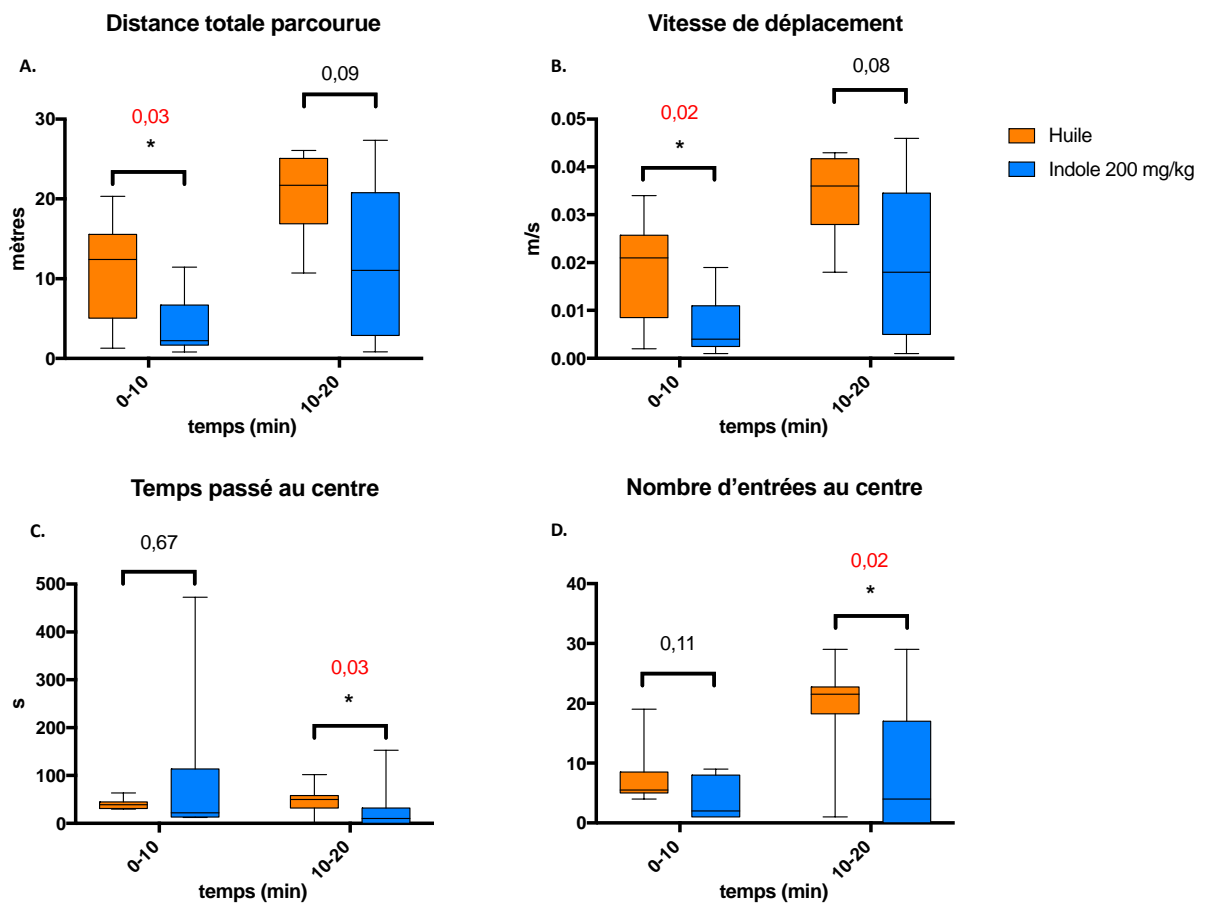 Distance totale parcourue
A.
0,03
*
0,09
30
20
10
0
mètres
0-10
10-20
temps (min)
Vitesse de déplacement
B.
0,02
*
0,08
0.05
0.04
0.03
0.02
0.01
0.00
m/s
0-10
10-20
temps (min)
Huile
Indole 200 mg/kg
Temps passé au centre
C.
0,67
0,03
*
500
400
300
200
100
0
s
0-10
10-20
temps (min)
Nombre d'entrées au centre
D.
0,11
0,02
*
40
30
20
10
0
0-10
10-20
temps (min)